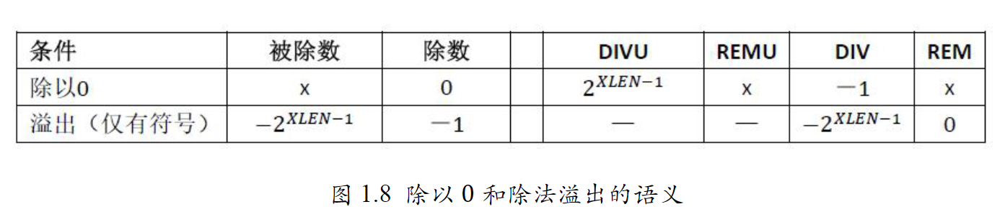 条件 被除数 除数 DIVU REMU DIV REM
除以0 x 0 2^{XLEN−1} x −1 x
溢出（仅有符号） −2^{XLEN−1} −1 — — −2^{XLEN−1} 0
图 1.8 除以 0 和除法溢出的语义